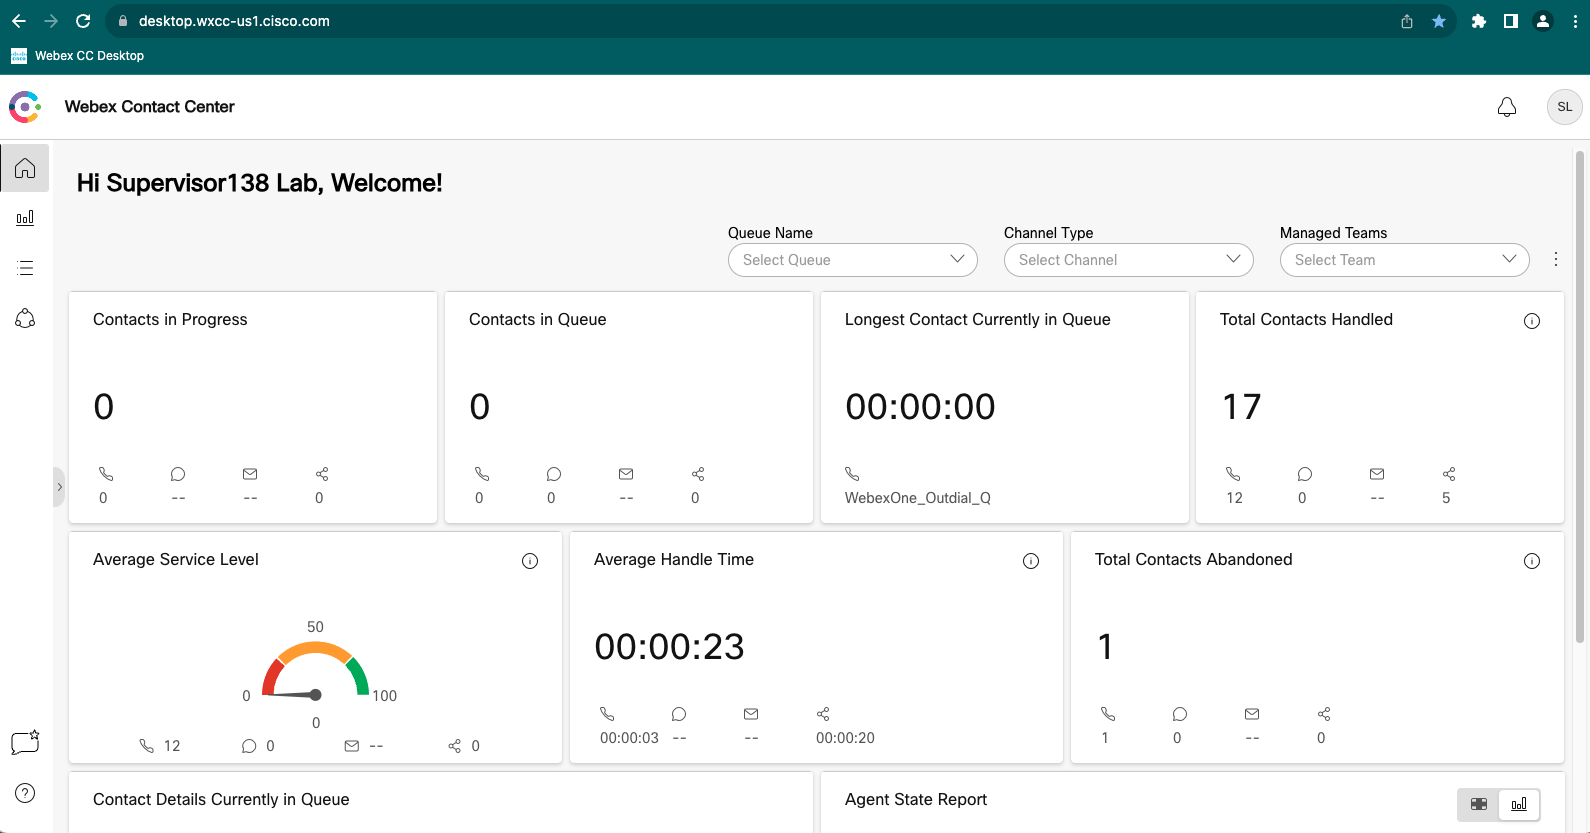 desktop.wxcc-us1.cisco.com
Webex CC Desktop
Webex Contact Center
SL
Hi Supervisor138 Lab, Welcome!
Queue Name Channel Type Managed Teams
Select Queue Select Channel Select Team
Contacts in Progress
0
0 -- -- 0
Contacts in Queue
0
0 0 -- 0
Longest Contact Currently in Queue
00:00:00
WebexOne_Outdial_Q
Total Contacts Handled
17
12 0 -- 5
Average Service Level
50
0 100
0
12 0 -- 0
Average Handle Time
00:00:23
00:00:03 -- -- 00:00:20
Total Contacts Abandoned
1
1 0 -- 0
Contact Details Currently in Queue
Agent State Report